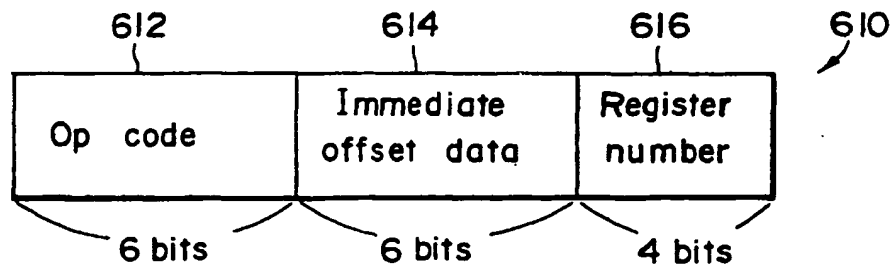 612 614 616 610
Op code
Immediate offset data
Register number
6 bits 6 bits 4 bits